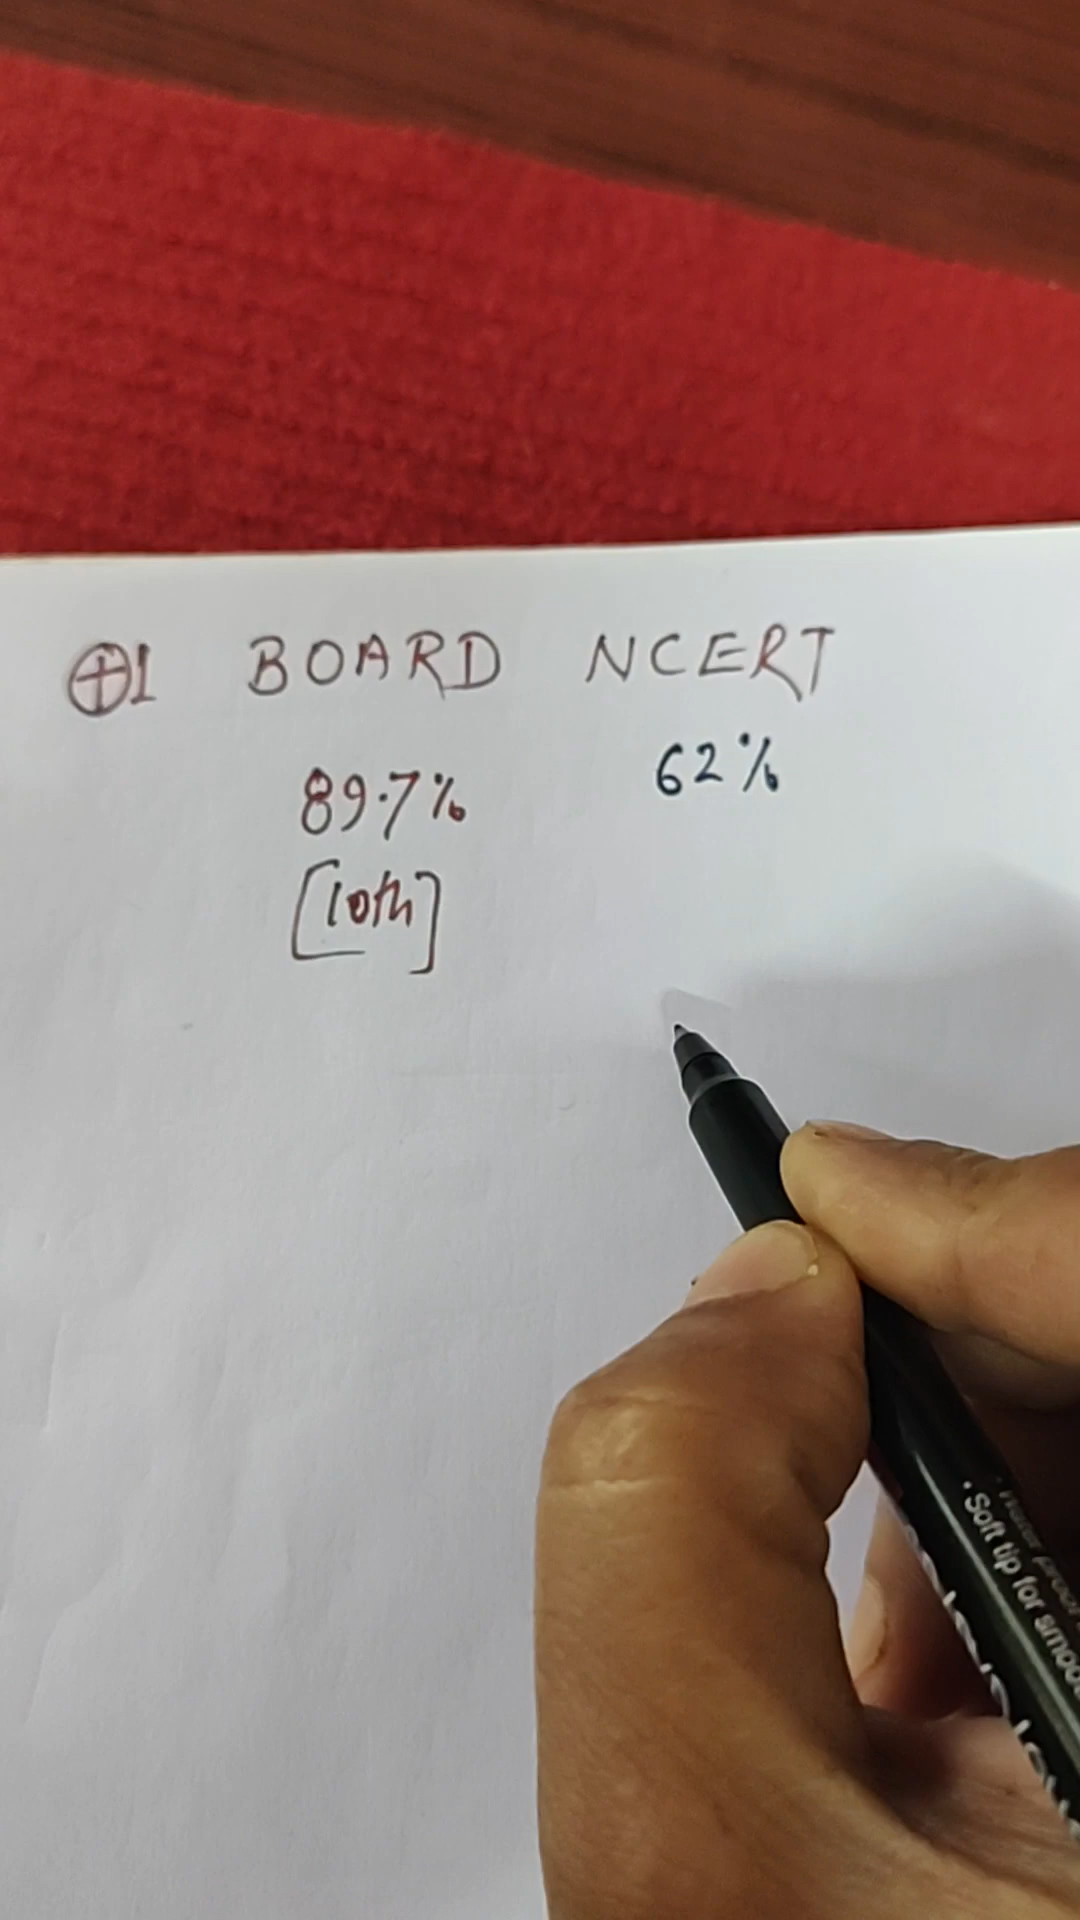 ⊕1 BOARD NCERT
89.7% 62%
[10th]
• Soft tip for smoo